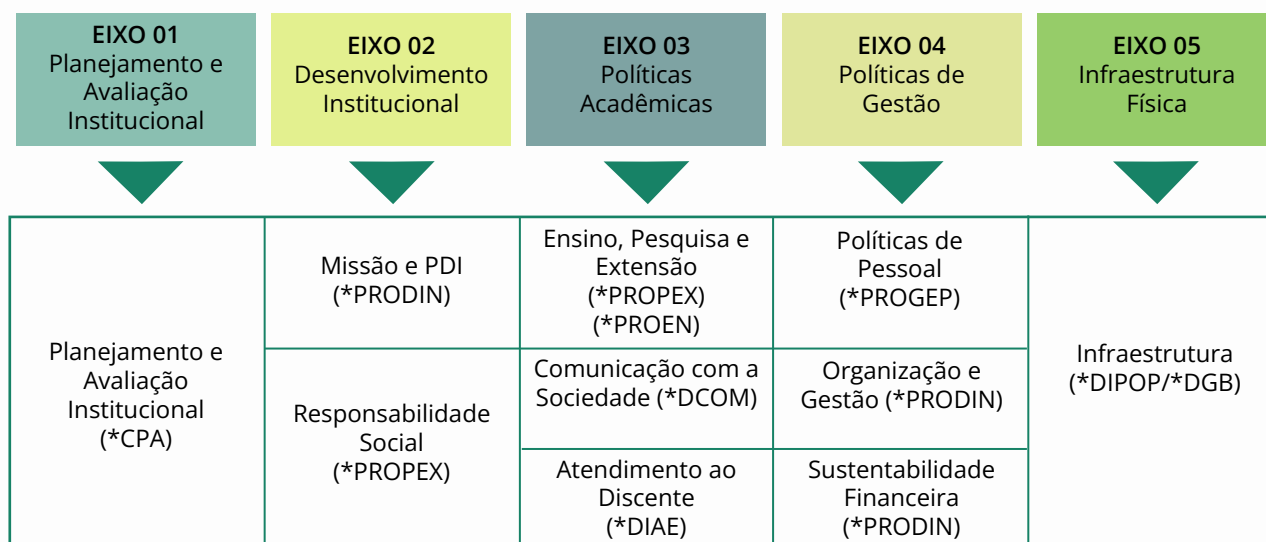 EIXO 01
Planejamento e
Avaliação
Institucional
EIXO 02
Desenvolvimento
Institucional
EIXO 03
Políticas
Acadêmicas
EIXO 04
Políticas de
Gestão
EIXO 05
Infraestrutura
Física
Planejamento e
Avaliação
Institucional
(*CPA)
Missão e PDI
(*PRODIN)
Responsabilidade
Social
(*PROPEX)
Ensino, Pesquisa e
Extensão
(*PROPEX)
(*PROEN)
Comunicação com a
Sociedade (*DCOM)
Atendimento ao
Discente
(*DIAE)
Políticas de
Pessoal
(*PROGEP)
Organização e
Gestão (*PRODIN)
Sustentabilidade
Financeira
(*PRODIN)
Infraestrutura
(*DIPOP/*DGB)